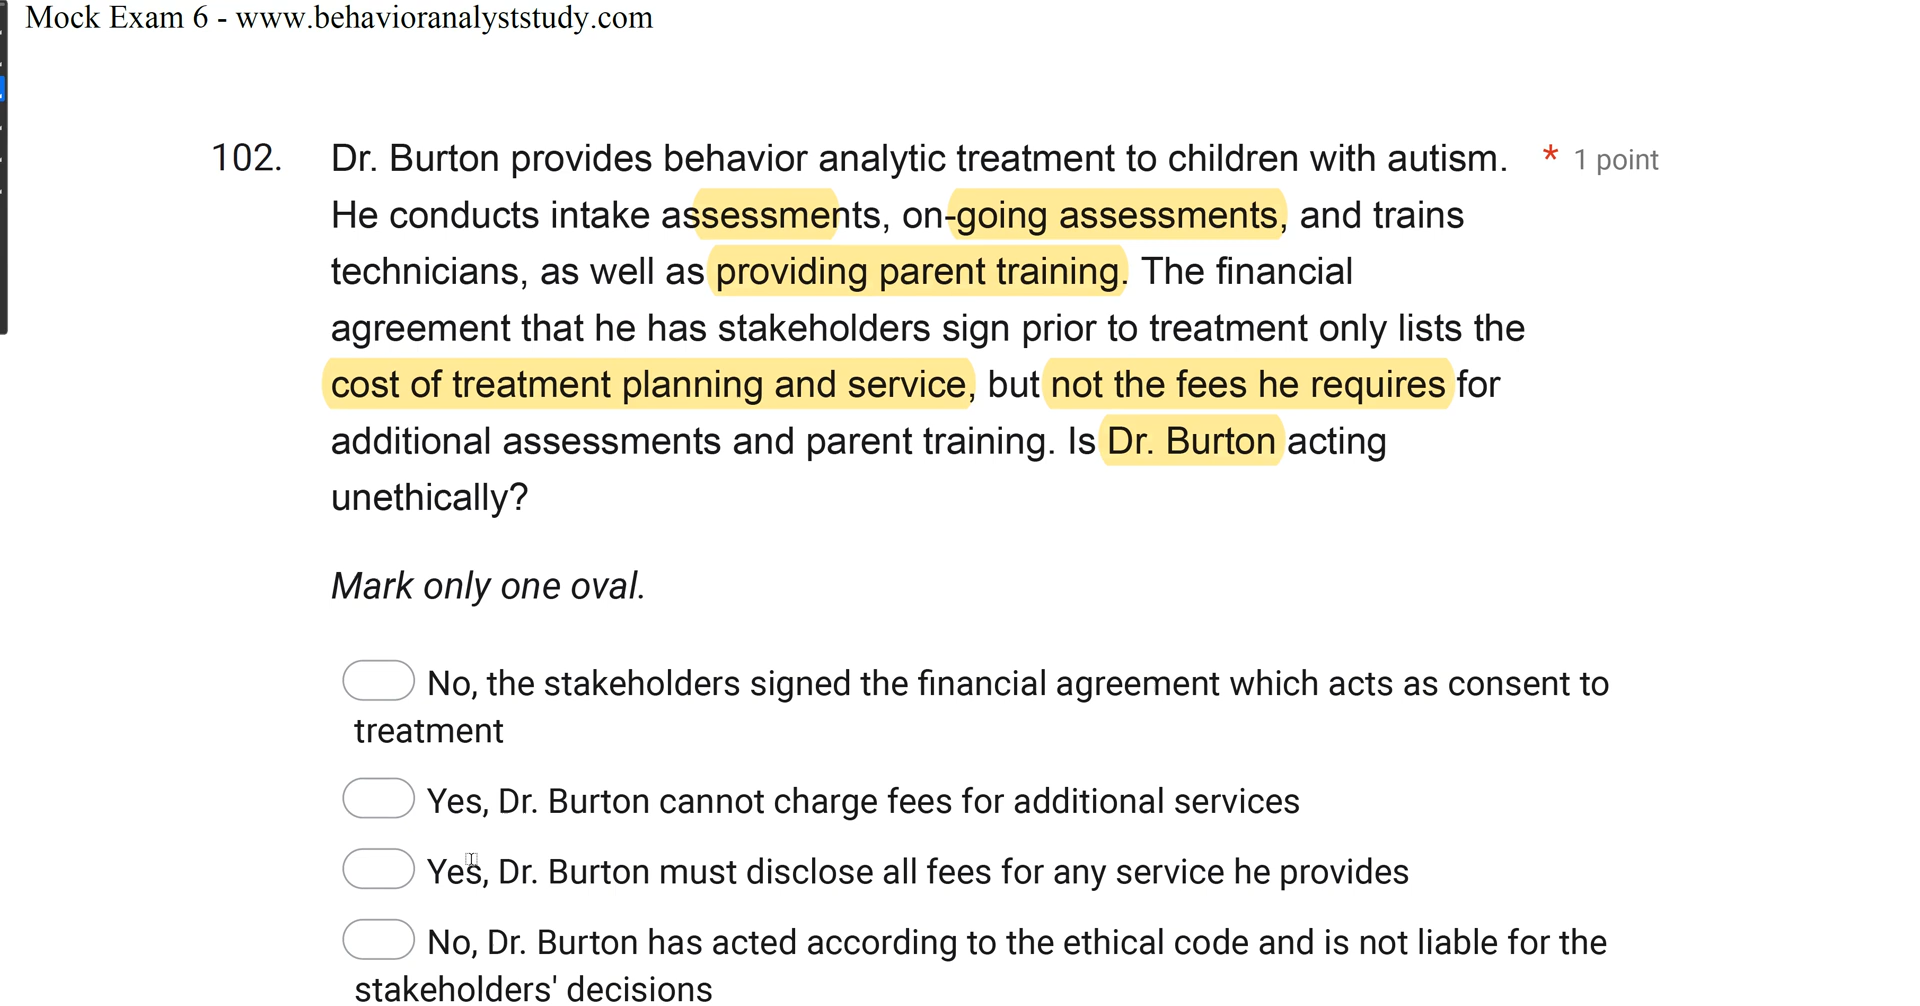 Mock Exam 6 - www.behavioranalyststudy.com
102. Dr. Burton provides behavior analytic treatment to children with autism. * 1 point
He conducts intake assessments, on-going assessments, and trains
technicians, as well as providing parent training. The financial
agreement that he has stakeholders sign prior to treatment only lists the
cost of treatment planning and service, but not the fees he requires for
additional assessments and parent training. Is Dr. Burton acting
unethically?
Mark only one oval.
No, the stakeholders signed the financial agreement which acts as consent to
treatment
Yes, Dr. Burton cannot charge fees for additional services
Yes, Dr. Burton must disclose all fees for any service he provides
No, Dr. Burton has acted according to the ethical code and is not liable for the
stakeholders' decisions